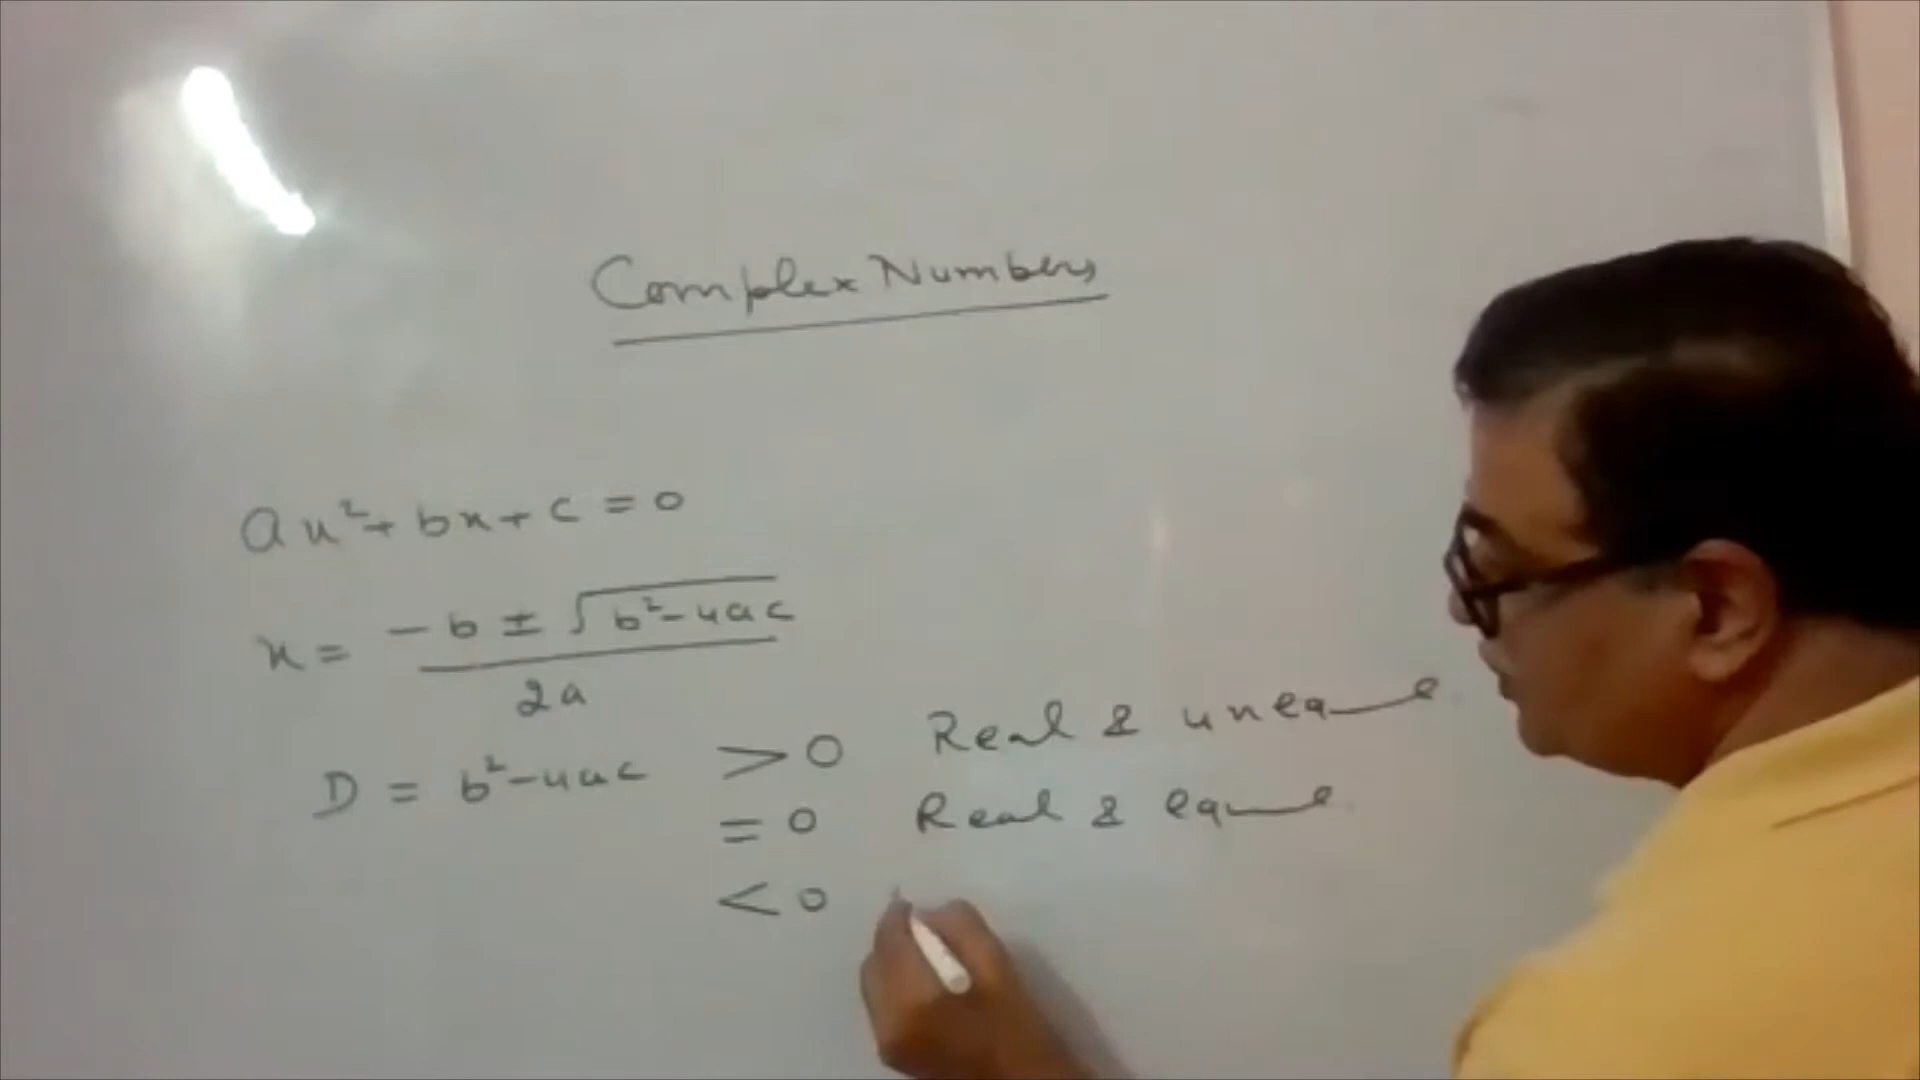 Complex Numbers
ax²+bx+c=0
x = -b ± √b²-4ac
2a
D = b²-4ac >0 Real & unequal
=0 Real & equal
<0